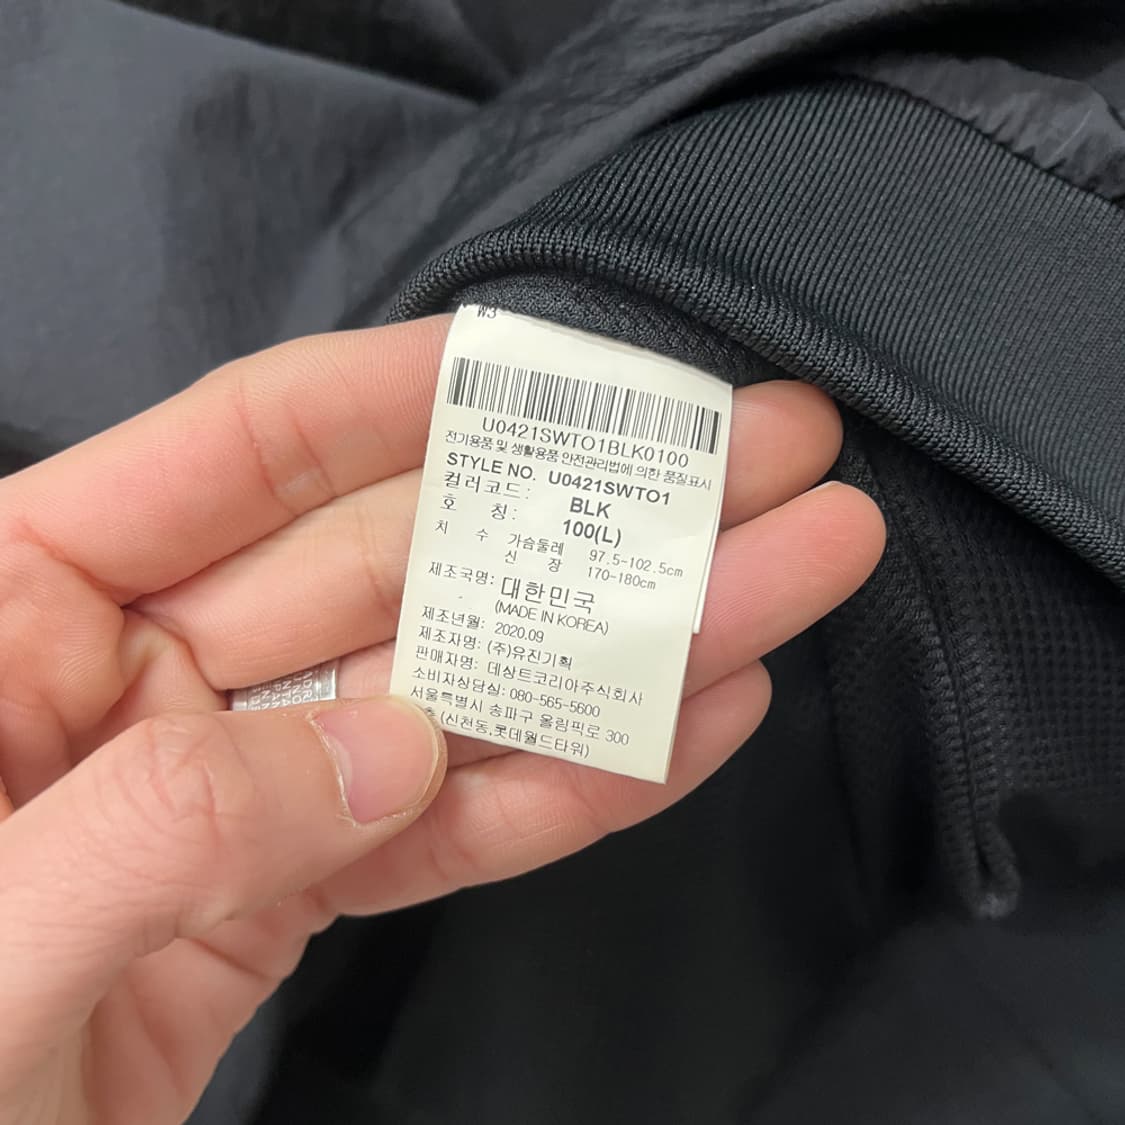 W3
U0421SWTO1BLK0100
전기용품 및 생활용품 안전관리법에 의한 품질표시
STYLE NO. U0421SWTO1
컬러코드: BLK
호 칭: 100(L)
치 수 가슴둘레 97.5~102.5cm
신 장 170~180cm
제조국명: 대한민국
(MADE IN KOREA)
제조년월: 2020.09
제조자명: (주)유진기획
판매자명: 데상트코리아주식회사
소비자상담실: 080-565-5600
서울특별시 송파구 올림픽로 300
층 (신천동,롯데월드타워)